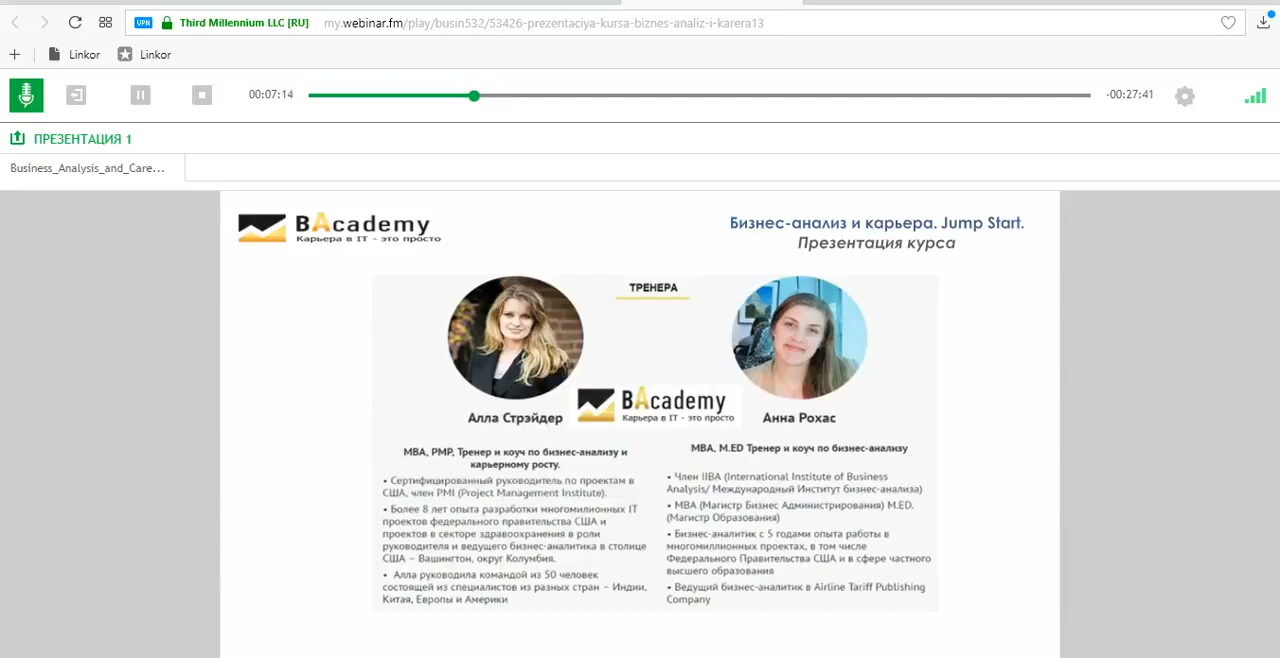 VPN Third Millennium LLC [RU] my.webinar.fm/play/busin532/53426-prezentaciya-kursa-biznes-analiz-i-karera13
Linkor Linkor
00:07:14 -00:27:41
ПРЕЗЕНТАЦИЯ 1
Business_Analysis_and_Care...
BAcademy
Карьера в IT - это просто
Бизнес-анализ и карьера. Jump Start.
Презентация курса
ТРЕНЕРА
BAcademy
Карьера в IT - это просто
Алла Стрэйдер
MBA, PMP, Тренер и коуч по бизнес-анализу и
карьерному росту.
• Сертифицированный руководитель по проектам в
США, член PMI (Project Management Institute).
• Более 8 лет опыта разработки многомилионных IT
проектов федерального правительства США и
проектов в секторе здравоохранения в роли
руководителя и ведущего бизнес-аналитика в столице
США – Вашингтон, округ Колумбия.
• Алла руководила командой из 50 человек
состоящей из специалистов из разных стран – Индии,
Китая, Европы и Америки
Анна Рохас
MBA, M.ED Тренер и коуч по бизнес-анализу
• Член IIBA (International Institute of Business
Analysis/ Международный Институт бизнес-анализа)
• MBA (Магистр Бизнес Администрирования) M.ED.
(Магистр Образования)
• Бизнес-аналитик с 5 годами опыта работы в
многомиллионных проектах, в том числе
Федерального Правительства США и в сфере частного
высшего образования
• Ведущий бизнес-аналитик в Airline Tariff Publishing
Company